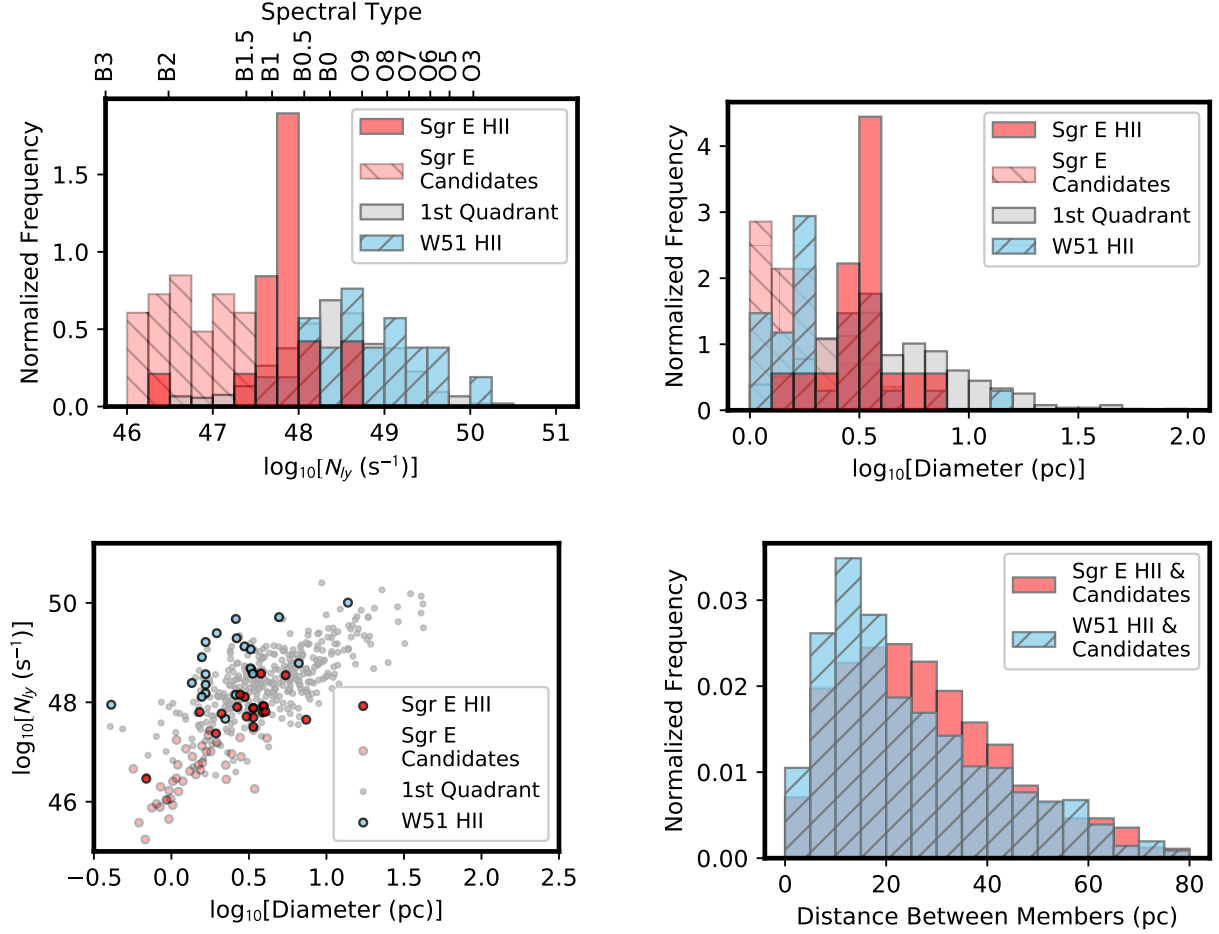 Spectral Type
B3 B2 B1.5 B1 B0.5 B0 O9 O8 O7 O6 O5 O3
Normalized Frequency
1.5
1.0
0.5
0.0
Sgr E HII
Sgr E
Candidates
1st Quadrant
W51 HII
46 47 48 49 50 51
log₁₀[N_ly (s⁻¹)]
Normalized Frequency
4
3
2
1
0
Sgr E HII
Sgr E
Candidates
1st Quadrant
W51 HII
0.0 0.5 1.0 1.5 2.0
log₁₀[Diameter (pc)]
log₁₀[N_ly (s⁻¹)]
50
48
46
Sgr E HII
Sgr E
Candidates
1st Quadrant
W51 HII
−0.5 0.0 0.5 1.0 1.5 2.0 2.5
log₁₀[Diameter (pc)]
Normalized Frequency
0.03
0.02
0.01
0.00
Sgr E HII &
Candidates
W51 HII &
Candidates
0 20 40 60 80
Distance Between Members (pc)